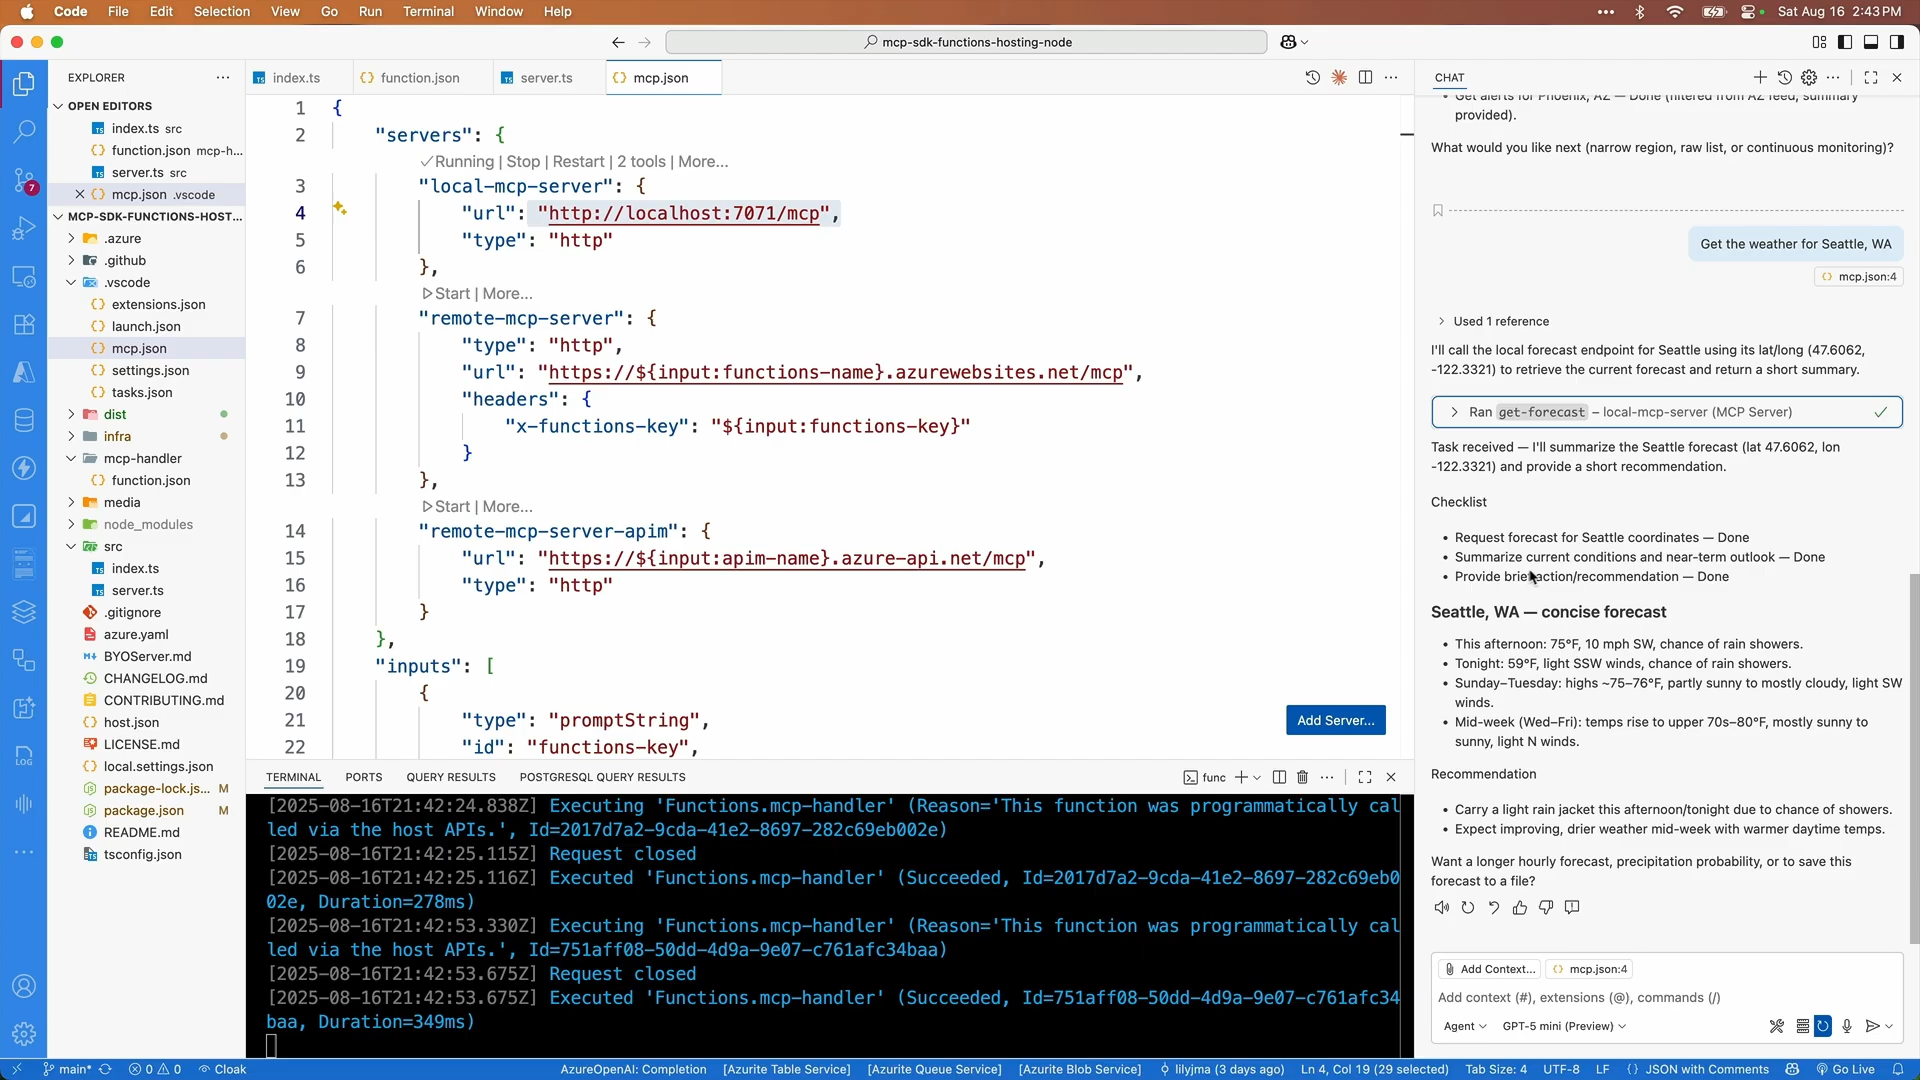 Code File Edit Selection View Go Run Terminal Window Help
Sat Aug 16 2:43 PM
mcp-sdk-functions-hosting-node
EXPLORER
OPEN EDITORS
index.ts src
function.json mcp-h...
server.ts src
mcp.json .vscode
MCP-SDK-FUNCTIONS-HOST...
.azure
.github
.vscode
extensions.json
launch.json
mcp.json
settings.json
tasks.json
dist
infra
mcp-handler
function.json
media
node_modules
src
index.ts
server.ts
.gitignore
azure.yaml
BYOServer.md
CHANGELOG.md
CONTRIBUTING.md
host.json
LICENSE.md
local.settings.json
package-lock.js... M
package.json M
README.md
tsconfig.json
7
LOG
index.ts function.json server.ts mcp.json
1 {
2 "servers": {
✓Running | Stop | Restart | 2 tools | More...
3 "local-mcp-server": {
4 "url": "http://localhost:7071/mcp",
5 "type": "http"
6 },
Start | More...
7 "remote-mcp-server": {
8 "type": "http",
9 "url": "https://${input:functions-name}.azurewebsites.net/mcp",
10 "headers": {
11 "x-functions-key": "${input:functions-key}"
12 }
13 },
Start | More...
14 "remote-mcp-server-apim": {
15 "url": "https://${input:apim-name}.azure-api.net/mcp",
16 "type": "http"
17 }
18 },
19 "inputs": [
20 {
21 "type": "promptString",
22 "id": "functions-key",
Add Server...
TERMINAL PORTS QUERY RESULTS POSTGRESQL QUERY RESULTS
func
[2025-08-16T21:42:24.838Z] Executing 'Functions.mcp-handler' (Reason='This function was programmatically cal
led via the host APIs.', Id=2017d7a2-9cda-41e2-8697-282c69eb002e)
[2025-08-16T21:42:25.115Z] Request closed
[2025-08-16T21:42:25.116Z] Executed 'Functions.mcp-handler' (Succeeded, Id=2017d7a2-9cda-41e2-8697-282c69eb0
02e, Duration=278ms)
[2025-08-16T21:42:53.330Z] Executing 'Functions.mcp-handler' (Reason='This function was programmatically cal
led via the host APIs.', Id=751aff08-50dd-4d9a-9e07-c761afc34baa)
[2025-08-16T21:42:53.675Z] Request closed
[2025-08-16T21:42:53.675Z] Executed 'Functions.mcp-handler' (Succeeded, Id=751aff08-50dd-4d9a-9e07-c761afc34
baa, Duration=349ms)
CHAT
Get alerts for Phoenix, AZ — Done (filtered from AZ feed, summary
provided).
What would you like next (narrow region, raw list, or continuous monitoring)?
Get the weather for Seattle, WA
mcp.json:4
Used 1 reference
I'll call the local forecast endpoint for Seattle using its lat/long (47.6062,
-122.3321) to retrieve the current forecast and return a short summary.
Ran get-forecast – local-mcp-server (MCP Server)
Task received — I'll summarize the Seattle forecast (lat 47.6062, lon
-122.3321) and provide a short recommendation.
Checklist
• Request forecast for Seattle coordinates — Done
• Summarize current conditions and near-term outlook — Done
• Provide brief action/recommendation — Done
Seattle, WA — concise forecast
• This afternoon: 75°F, 10 mph SW, chance of rain showers.
• Tonight: 59°F, light SSW winds, chance of rain showers.
• Sunday–Tuesday: highs ~75–76°F, partly sunny to mostly cloudy, light SW
winds.
• Mid-week (Wed–Fri): temps rise to upper 70s–80°F, mostly sunny to
sunny, light N winds.
Recommendation
• Carry a light rain jacket this afternoon/tonight due to chance of showers.
• Expect improving, drier weather mid-week with warmer daytime temps.
Want a longer hourly forecast, precipitation probability, or to save this
forecast to a file?
Add Context... mcp.json:4
Add context (#), extensions (@), commands (/)
Agent GPT-5 mini (Preview)
main* 0 0 Cloak AzureOpenAI: Completion [Azurite Table Service] [Azurite Queue Service] [Azurite Blob Service] lilyjma (3 days ago) Ln 4, Col 19 (29 selected) Tab Size: 4 UTF-8 LF {} JSON with Comments Go Live